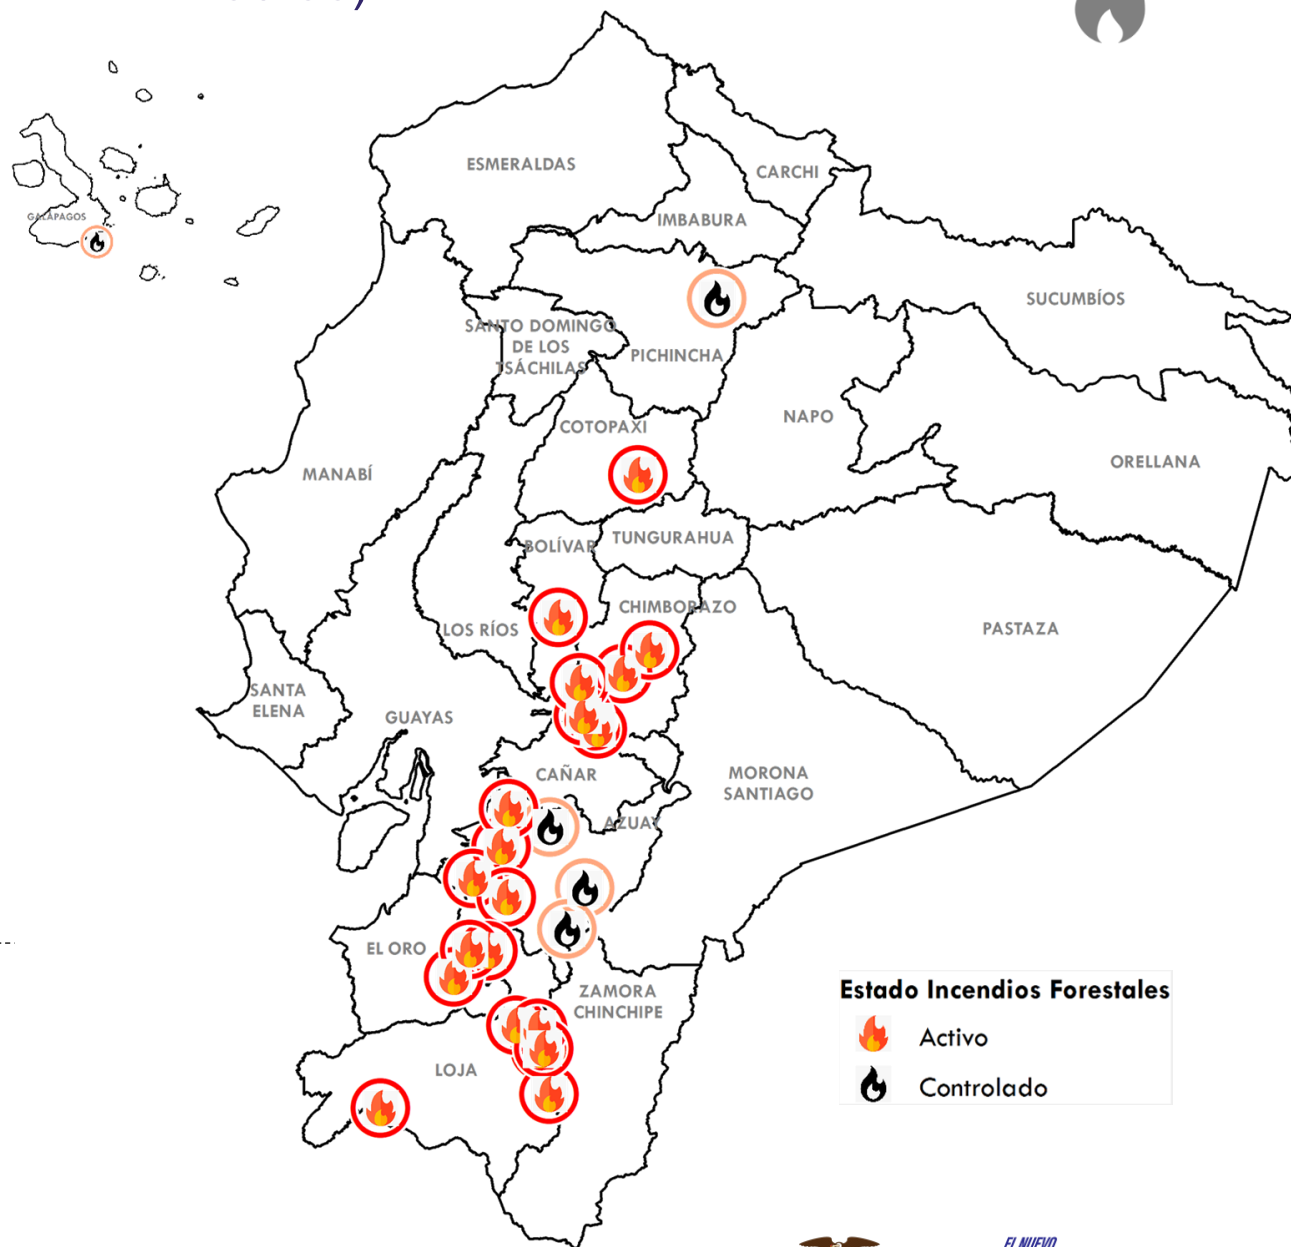 ESMERALDAS
CARCHI
IMBABURA
GALÁPAGOS
SUCUMBÍOS
SANTO DOMINGO
DE LOS
TSÁCHILAS
PICHINCHA
NAPO
COTOPAXI
ORELLANA
MANABÍ
TUNGURAHUA
BOLÍVAR
CHIMBORAZO
LOS RÍOS
PASTAZA
SANTA
ELENA
GUAYAS
CAÑAR
MORONA
SANTIAGO
AZUAY
EL ORO
ZAMORA
CHINCHIPE
LOJA
Estado Incendios Forestales
Activo
Controlado
EL NUEVO